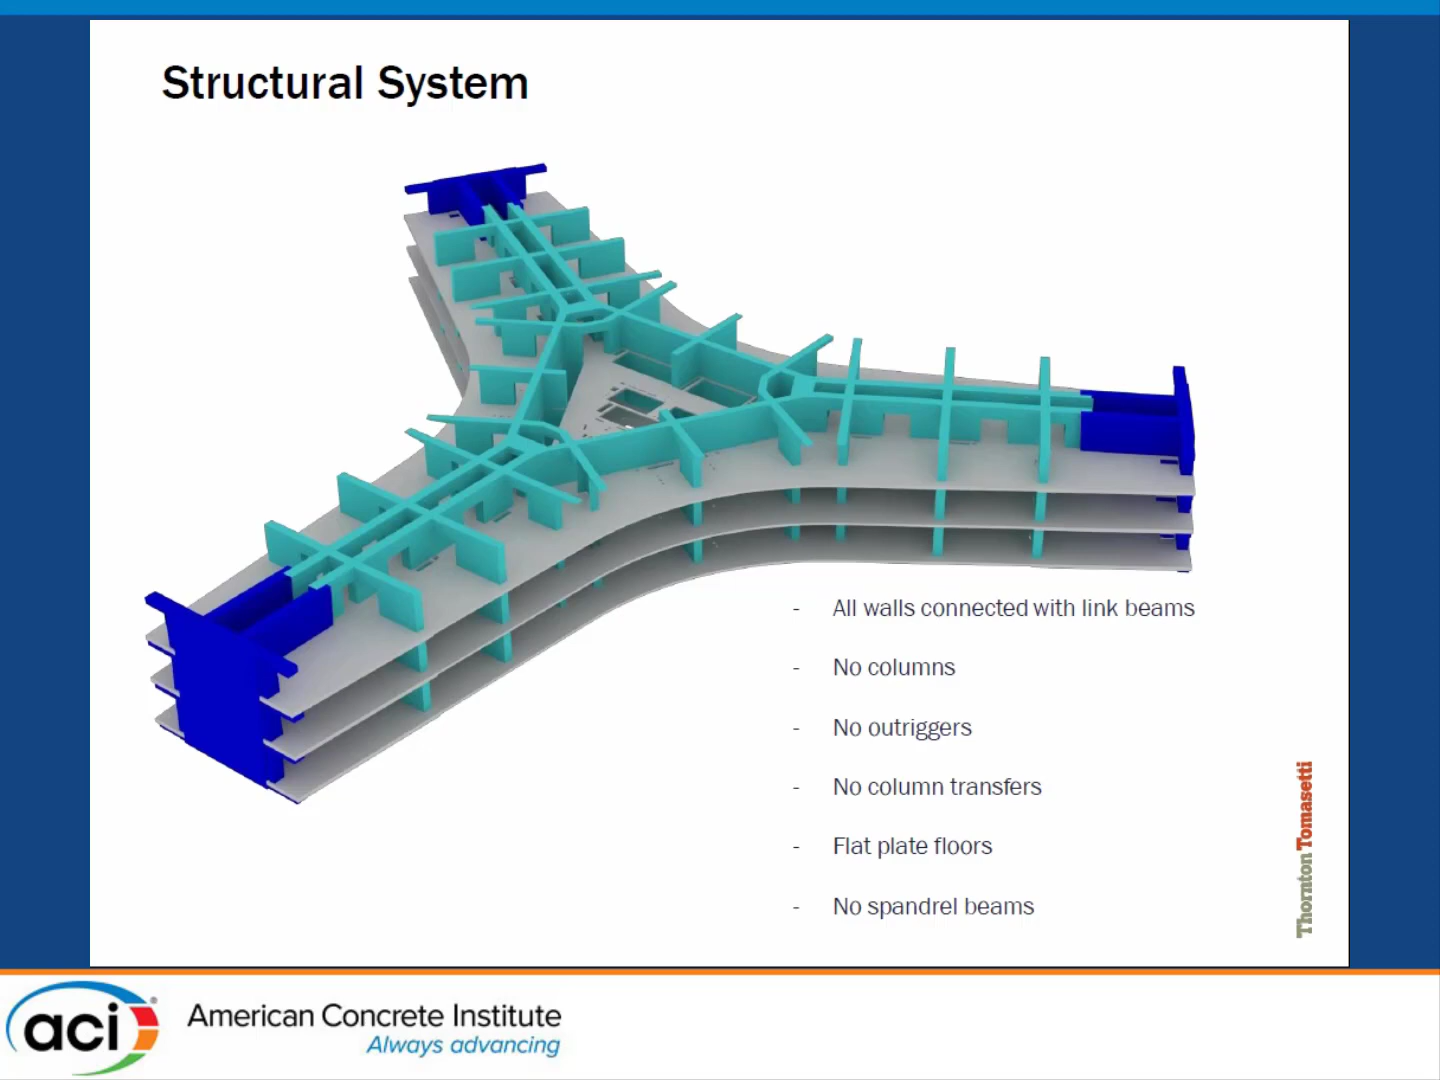 Structural System
- All walls connected with link beams
- No columns
- No outriggers
- No column transfers
- Flat plate floors
- No spandrel beams
Thornton Tomasetti
aci®
American Concrete Institute
Always advancing